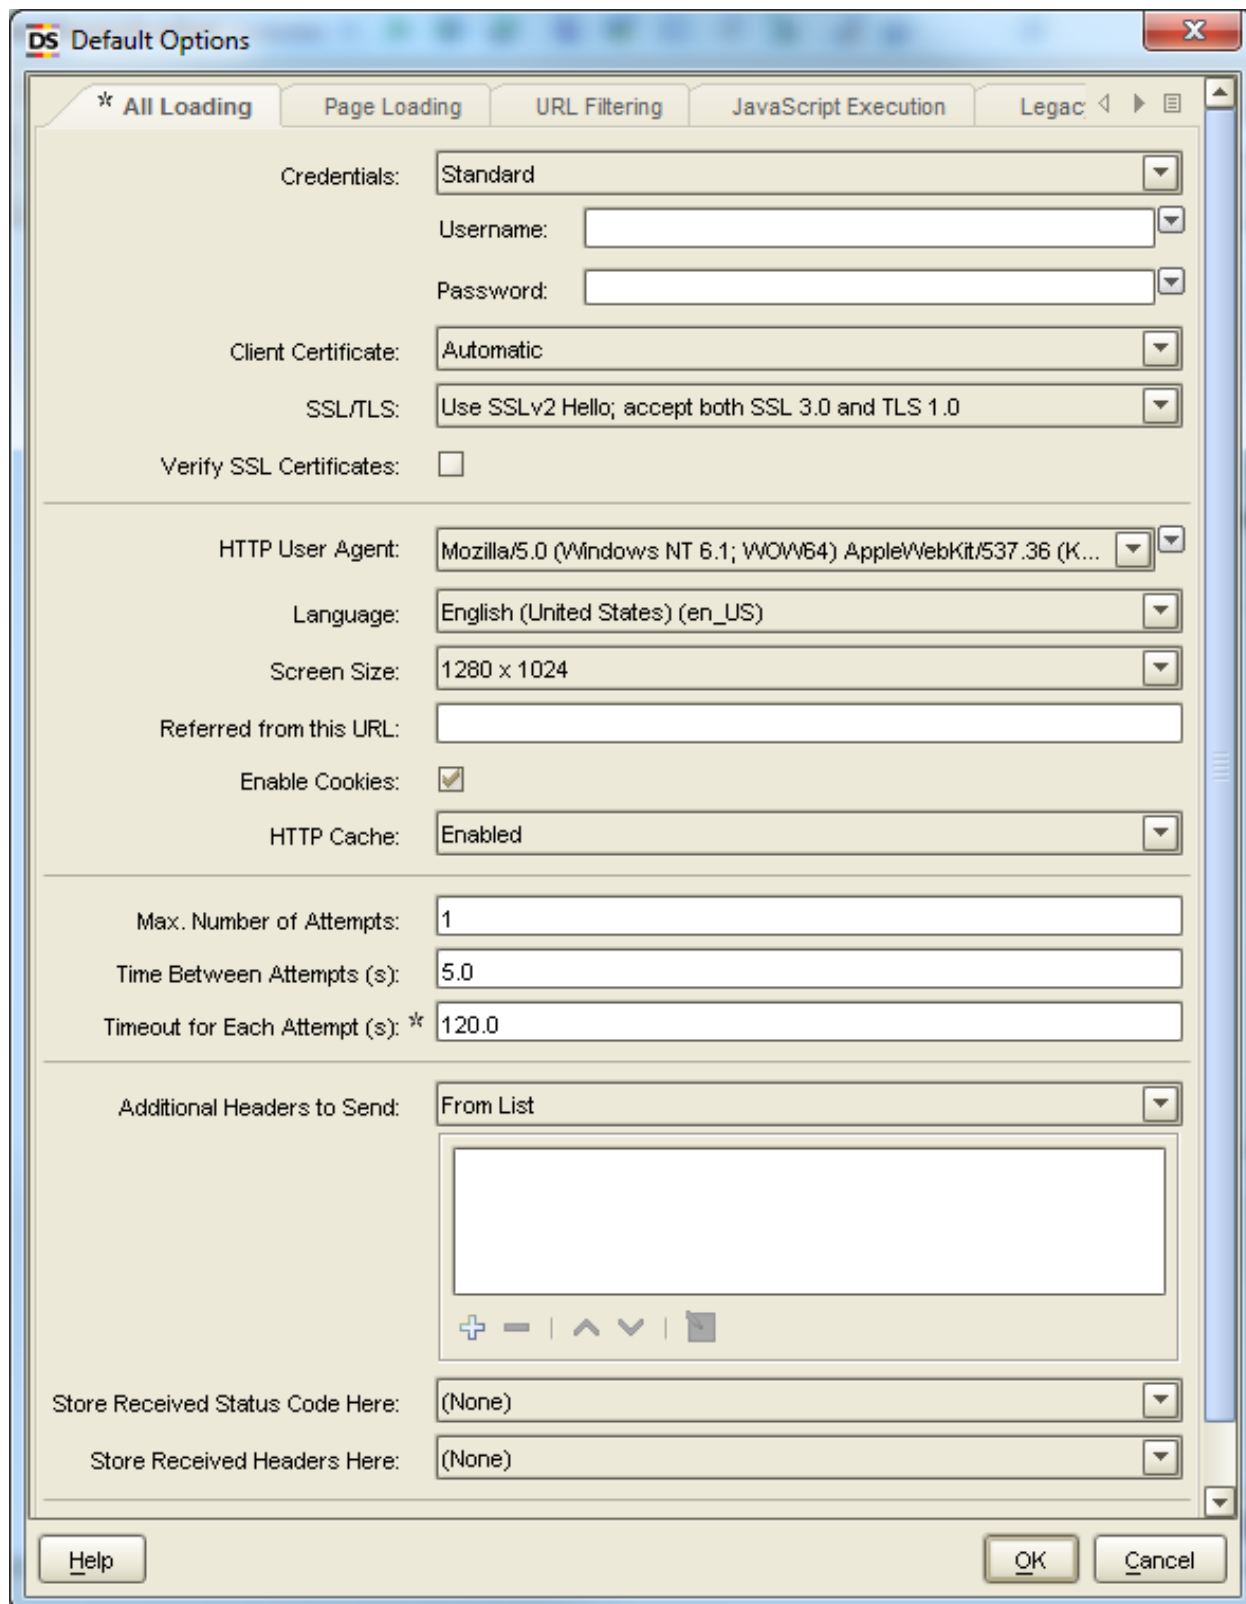 DS Default Options
* All Loading Page Loading URL Filtering JavaScript Execution Legac
Credentials: Standard
Username:
Password:
Client Certificate: Automatic
SSL/TLS: Use SSLv2 Hello; accept both SSL 3.0 and TLS 1.0
Verify SSL Certificates:
HTTP User Agent: Mozilla/5.0 (Windows NT 6.1; WOW64) AppleWebKit/537.36 (K...
Language: English (United States) (en_US)
Screen Size: 1280 x 1024
Referred from this URL:
Enable Cookies:
HTTP Cache: Enabled
Max. Number of Attempts: 1
Time Between Attempts (s): 5.0
Timeout for Each Attempt (s): * 120.0
Additional Headers to Send: From List
Store Received Status Code Here: (None)
Store Received Headers Here: (None)
Help OK Cancel